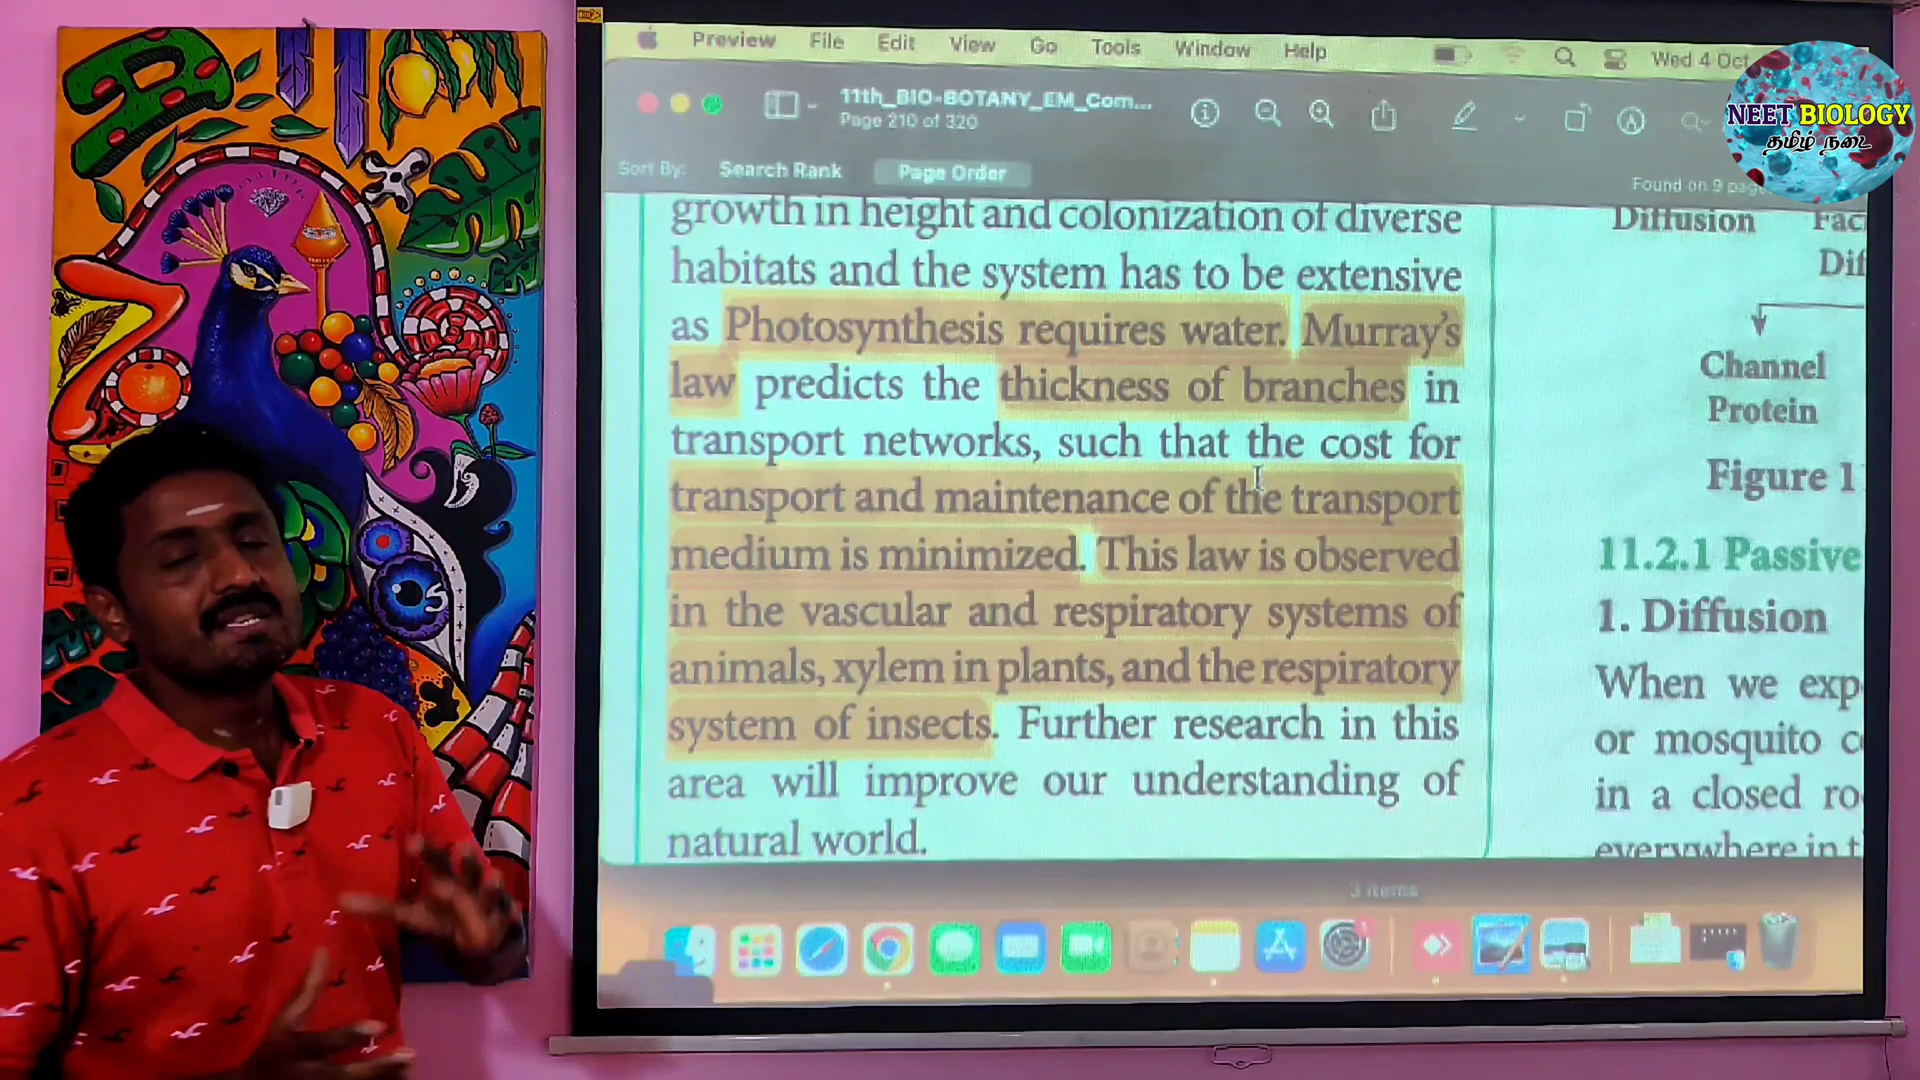 Preview File Edit View Go Tools Window Help
Wed 4 Oct
11th_BIO-BOTANY_EM_Com...
Page 210 of 320
Sort By: Search Rank Page Order
Found on 9
NEET BIOLOGY
தமிழ் நடை
growth in height and colonization of diverse
habitats and the system has to be extensive
as Photosynthesis requires water. Murray's
law predicts the thickness of branches in
transport networks, such that the cost for
transport and maintenance of the transport
medium is minimized. This law is observed
in the vascular and respiratory systems of
animals, xylem in plants, and the respiratory
system of insects. Further research in this
area will improve our understanding of
natural world.
Diffusion Fac
Dif
Channel
Protein
Figure 1
11.2.1 Passive
1. Diffusion
When we exp
or mosquito c
in a closed ro
everywhere in t
3 items